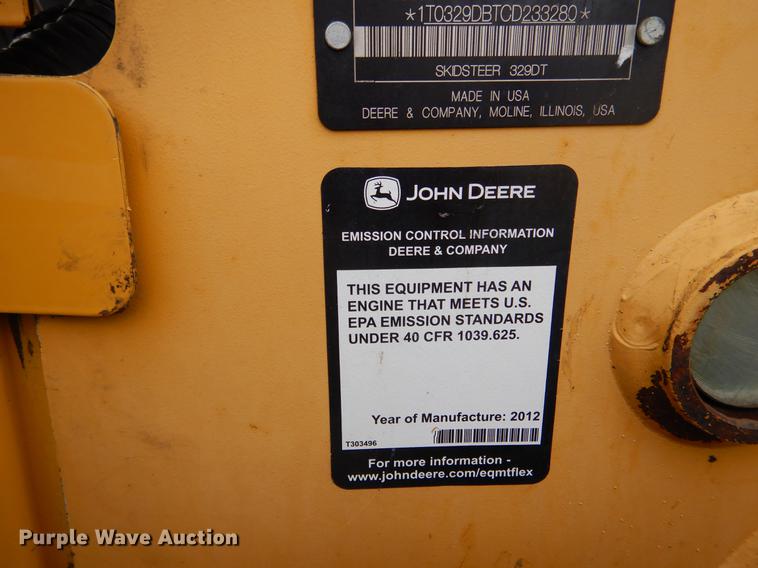 *1T0329DBTCD233280*
SKIDSTEER 329DT
MADE IN USA
DEERE & COMPANY, MOLINE, ILLINOIS, USA
JOHN DEERE
EMISSION CONTROL INFORMATION
DEERE & COMPANY
THIS EQUIPMENT HAS AN
ENGINE THAT MEETS U.S.
EPA EMISSION STANDARDS
UNDER 40 CFR 1039.625.
Year of Manufacture: 2012
T303496
For more information -
www.johndeere.com/eqmtflex
Purple Wave Auction®